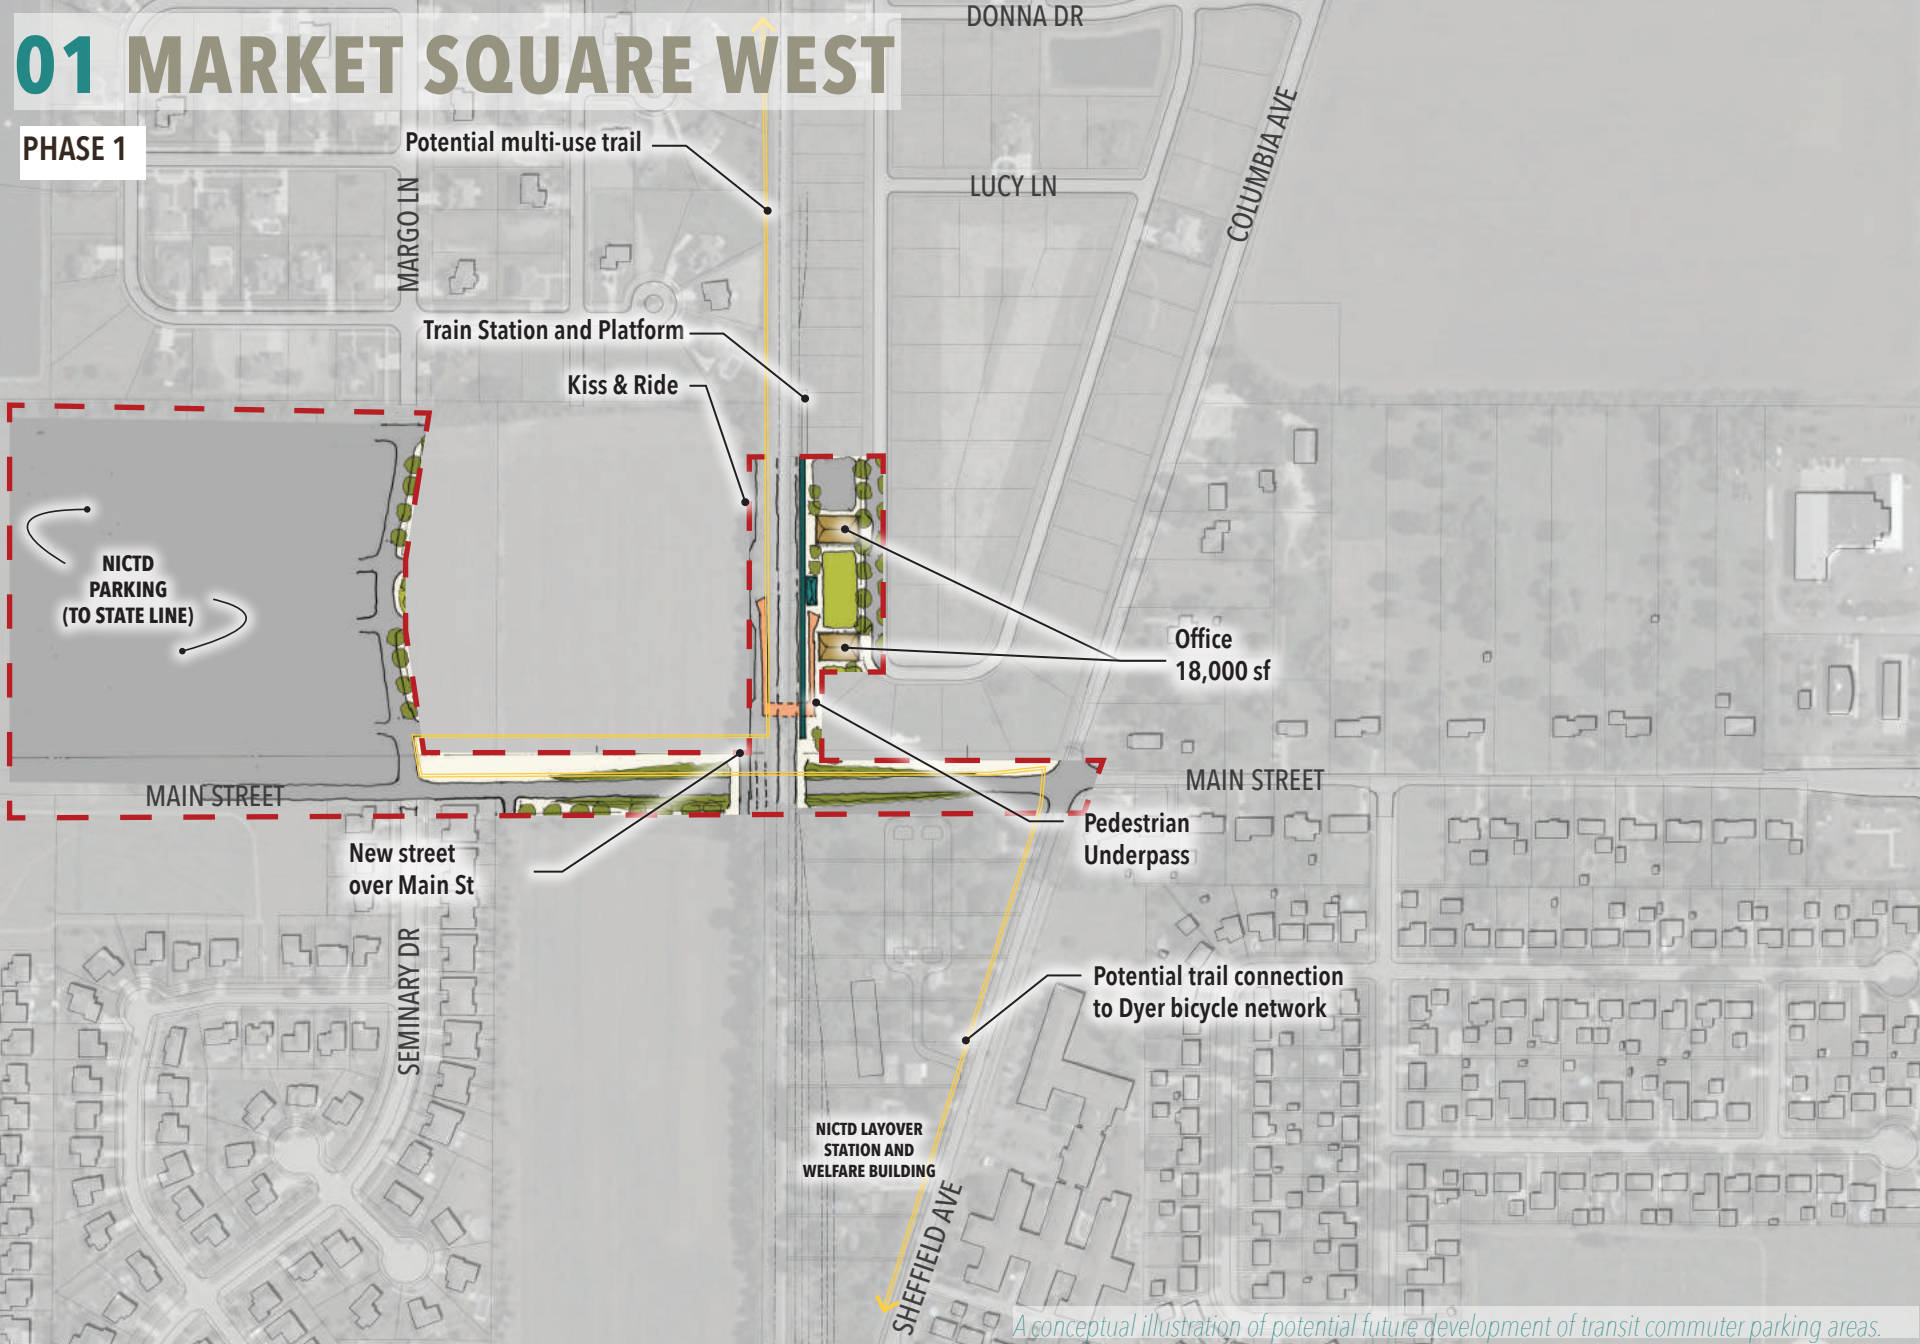 01 MARKET SQUARE WEST
PHASE 1
DONNA DR
Potential multi-use trail
MARGO LN
LUCY LN
COLUMBIA AVE
Train Station and Platform
Kiss & Ride
NICTD
PARKING
(TO STATE LINE)
Office
18,000 sf
MAIN STREET
MAIN STREET
Pedestrian
Underpass
New street
over Main St
SEMINARY DR
Potential trail connection
to Dyer bicycle network
NICTD LAYOVER
STATION AND
WELFARE BUILDING
SHEFFIELD AVE
A conceptual illustration of potential future development of transit commuter parking areas.